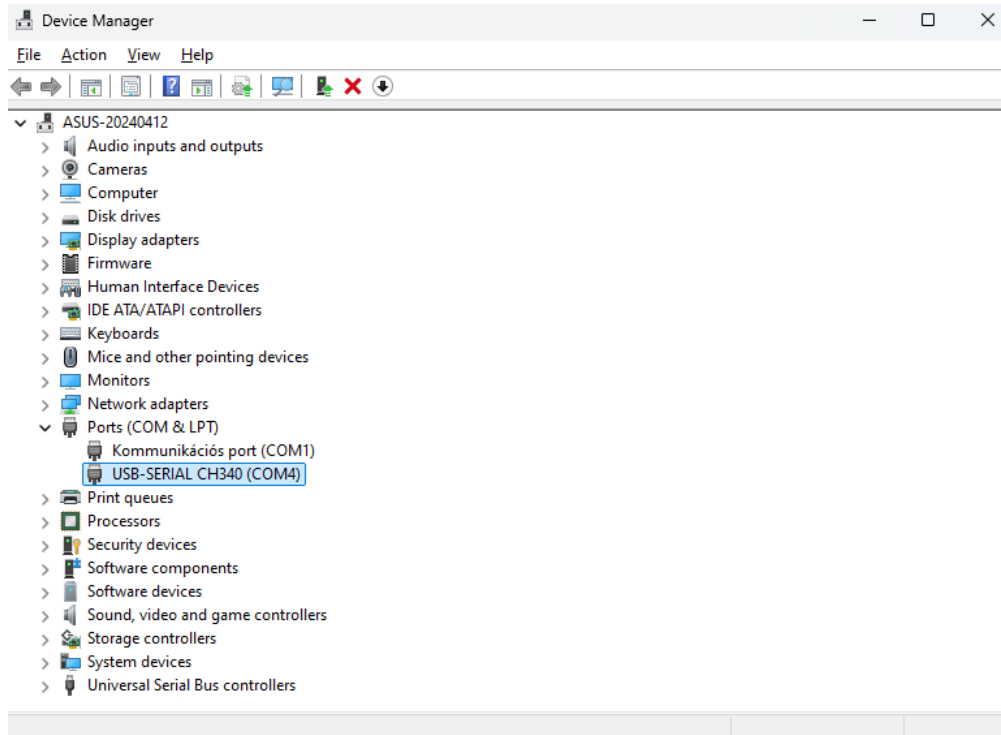 Device Manager
File Action View Help
ASUS-20240412
Audio inputs and outputs
Cameras
Computer
Disk drives
Display adapters
Firmware
Human Interface Devices
IDE ATA/ATAPI controllers
Keyboards
Mice and other pointing devices
Monitors
Network adapters
Ports (COM & LPT)
Kommunikációs port (COM1)
USB-SERIAL CH340 (COM4)
Print queues
Processors
Security devices
Software components
Software devices
Sound, video and game controllers
Storage controllers
System devices
Universal Serial Bus controllers